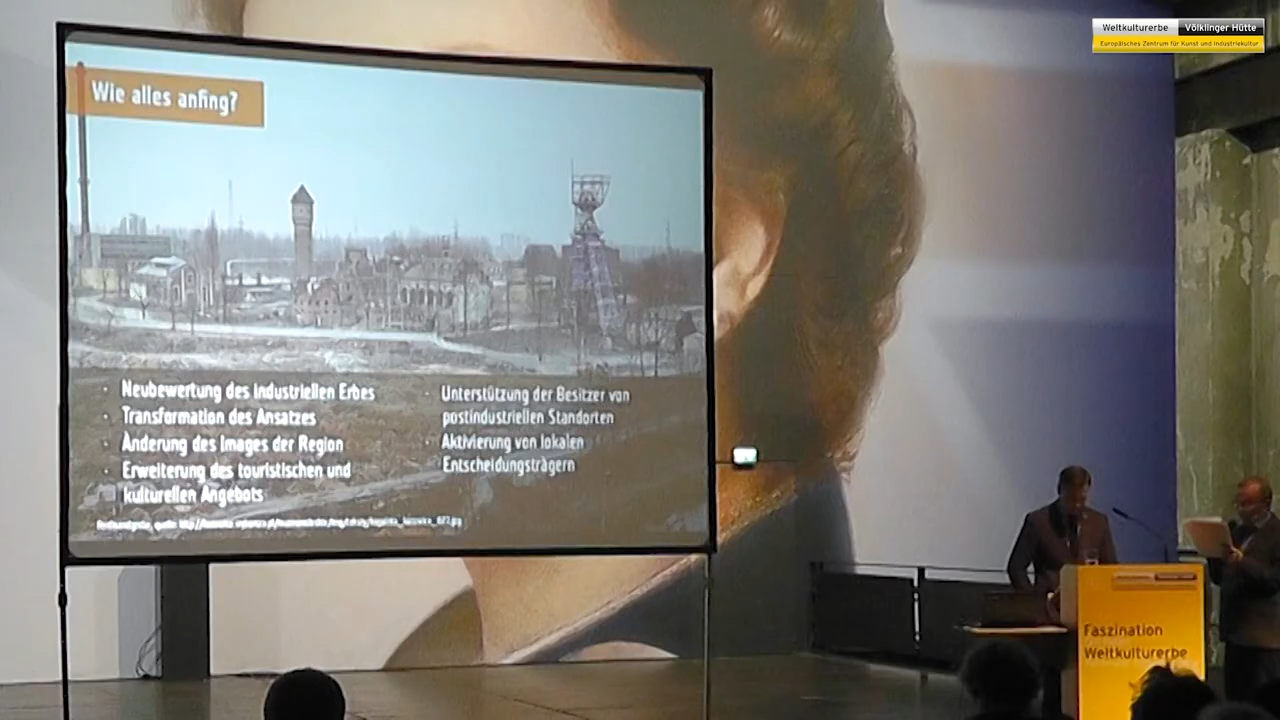 Weltkulturerbe Völklinger Hütte
Europäisches Zentrum für Kunst und Industriekultur
Wie alles anfing?
Neubewertung des industriellen Erbes
Transformation des Ansatzes
Änderung des Images der Region
Erweiterung des touristischen und
kulturellen Angebots
Unterstützung der Besitzer von
postindustriellen Standorten
Aktivierung von lokalen
Entscheidungsträgern
Faszination
Weltkulturerbe